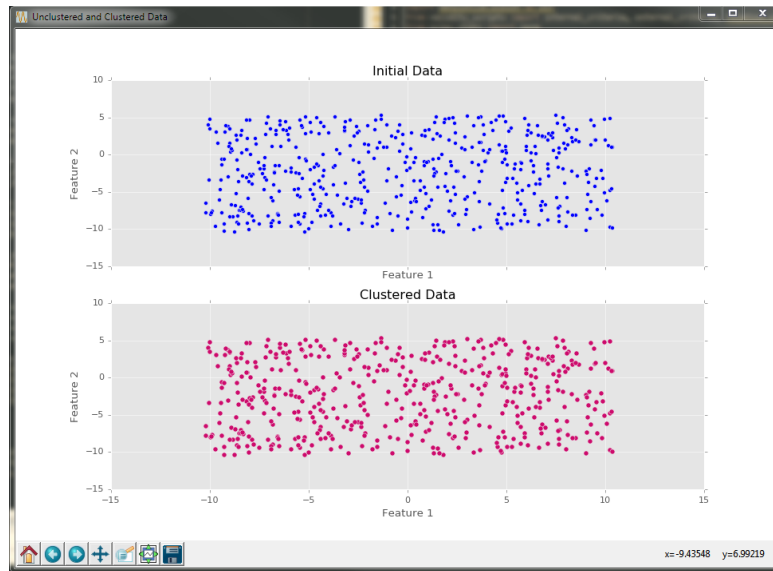 Unclustered and Clustered Data
Initial Data
10
5
0
−5
−10
−15
Feature 2
Feature 1
Clustered Data
10
5
0
−5
−10
−15
Feature 2
−15 −10 −5 0 5 10 15
Feature 1
x=-9.43548 y=6.99219